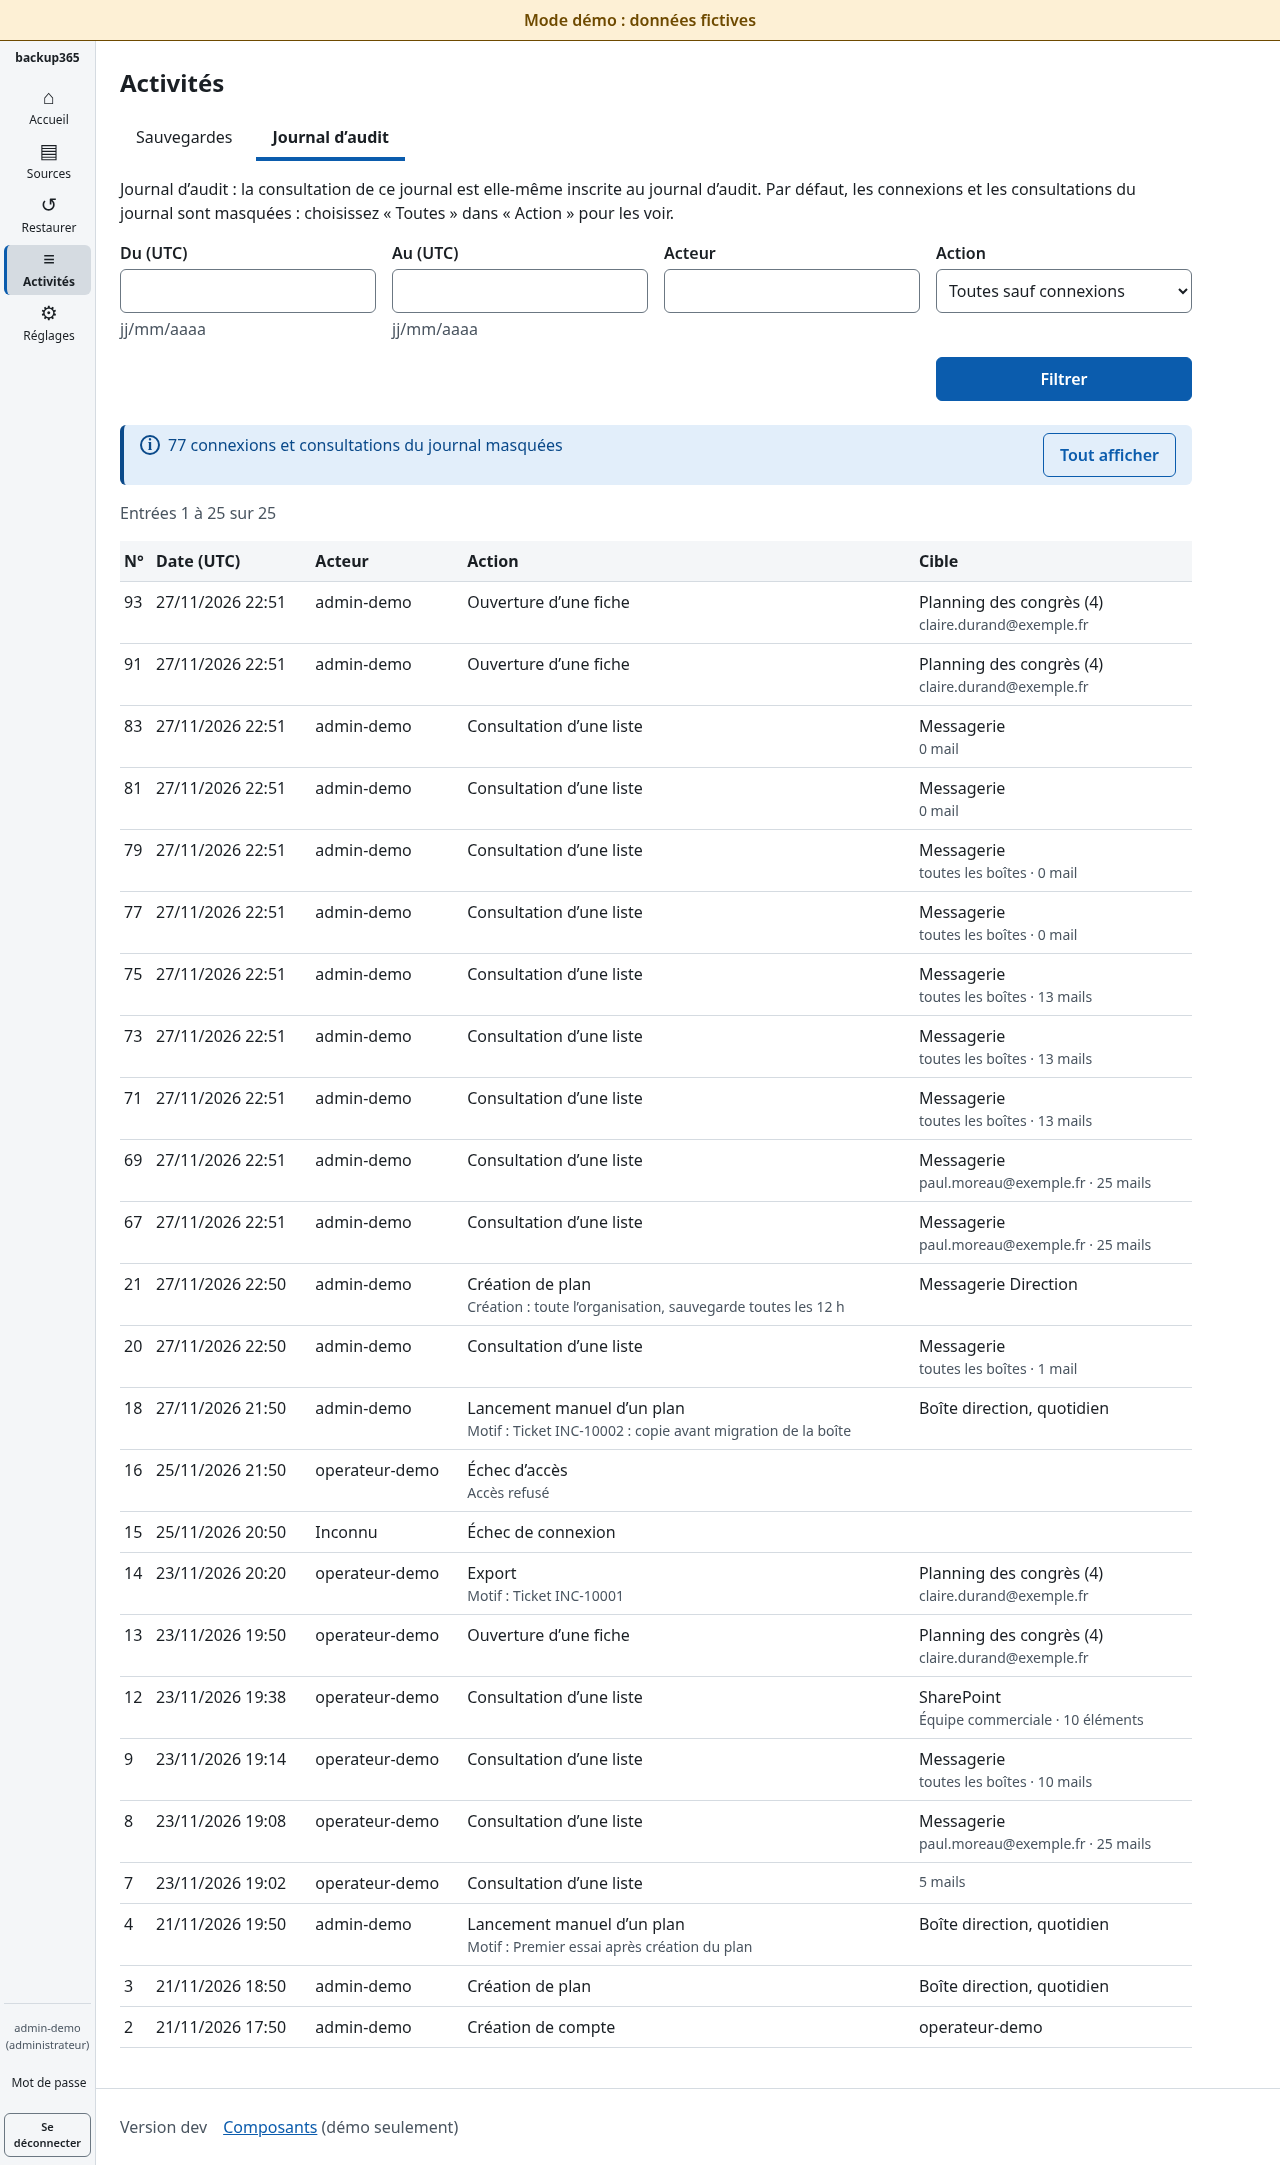 Mode démo : données fictives
backup365
Accueil
Sources
Restaurer
Activités
Réglages
admin-demo
(administrateur)
Mot de passe
Se
déconnecter
Activités
Sauvegardes Journal d’audit
Journal d’audit : la consultation de ce journal est elle-même inscrite au journal d’audit. Par défaut, les connexions et les consultations du
journal sont masquées : choisissez « Toutes » dans « Action » pour les voir.
Du (UTC) Au (UTC) Acteur Action
Toutes sauf connexions
jj/mm/aaaa jj/mm/aaaa
Filtrer
77 connexions et consultations du journal masquées Tout afficher
Entrées 1 à 25 sur 25
N° Date (UTC) Acteur Action Cible
93 27/11/2026 22:51 admin-demo Ouverture d’une fiche Planning des congrès (4)
claire.durand@exemple.fr
91 27/11/2026 22:51 admin-demo Ouverture d’une fiche Planning des congrès (4)
claire.durand@exemple.fr
83 27/11/2026 22:51 admin-demo Consultation d’une liste Messagerie
0 mail
81 27/11/2026 22:51 admin-demo Consultation d’une liste Messagerie
0 mail
79 27/11/2026 22:51 admin-demo Consultation d’une liste Messagerie
toutes les boîtes · 0 mail
77 27/11/2026 22:51 admin-demo Consultation d’une liste Messagerie
toutes les boîtes · 0 mail
75 27/11/2026 22:51 admin-demo Consultation d’une liste Messagerie
toutes les boîtes · 13 mails
73 27/11/2026 22:51 admin-demo Consultation d’une liste Messagerie
toutes les boîtes · 13 mails
71 27/11/2026 22:51 admin-demo Consultation d’une liste Messagerie
toutes les boîtes · 13 mails
69 27/11/2026 22:51 admin-demo Consultation d’une liste Messagerie
paul.moreau@exemple.fr · 25 mails
67 27/11/2026 22:51 admin-demo Consultation d’une liste Messagerie
paul.moreau@exemple.fr · 25 mails
21 27/11/2026 22:50 admin-demo Création de plan Messagerie Direction
Création : toute l’organisation, sauvegarde toutes les 12 h
20 27/11/2026 22:50 admin-demo Consultation d’une liste Messagerie
toutes les boîtes · 1 mail
18 27/11/2026 21:50 admin-demo Lancement manuel d’un plan Boîte direction, quotidien
Motif : Ticket INC-10002 : copie avant migration de la boîte
16 25/11/2026 21:50 operateur-demo Échec d’accès
Accès refusé
15 25/11/2026 20:50 Inconnu Échec de connexion
14 23/11/2026 20:20 operateur-demo Export Planning des congrès (4)
Motif : Ticket INC-10001 claire.durand@exemple.fr
13 23/11/2026 19:50 operateur-demo Ouverture d’une fiche Planning des congrès (4)
claire.durand@exemple.fr
12 23/11/2026 19:38 operateur-demo Consultation d’une liste SharePoint
Équipe commerciale · 10 éléments
9 23/11/2026 19:14 operateur-demo Consultation d’une liste Messagerie
toutes les boîtes · 10 mails
8 23/11/2026 19:08 operateur-demo Consultation d’une liste Messagerie
paul.moreau@exemple.fr · 25 mails
7 23/11/2026 19:02 operateur-demo Consultation d’une liste 5 mails
4 21/11/2026 19:50 admin-demo Lancement manuel d’un plan Boîte direction, quotidien
Motif : Premier essai après création du plan
3 21/11/2026 18:50 admin-demo Création de plan Boîte direction, quotidien
2 21/11/2026 17:50 admin-demo Création de compte operateur-demo
Version dev Composants (démo seulement)